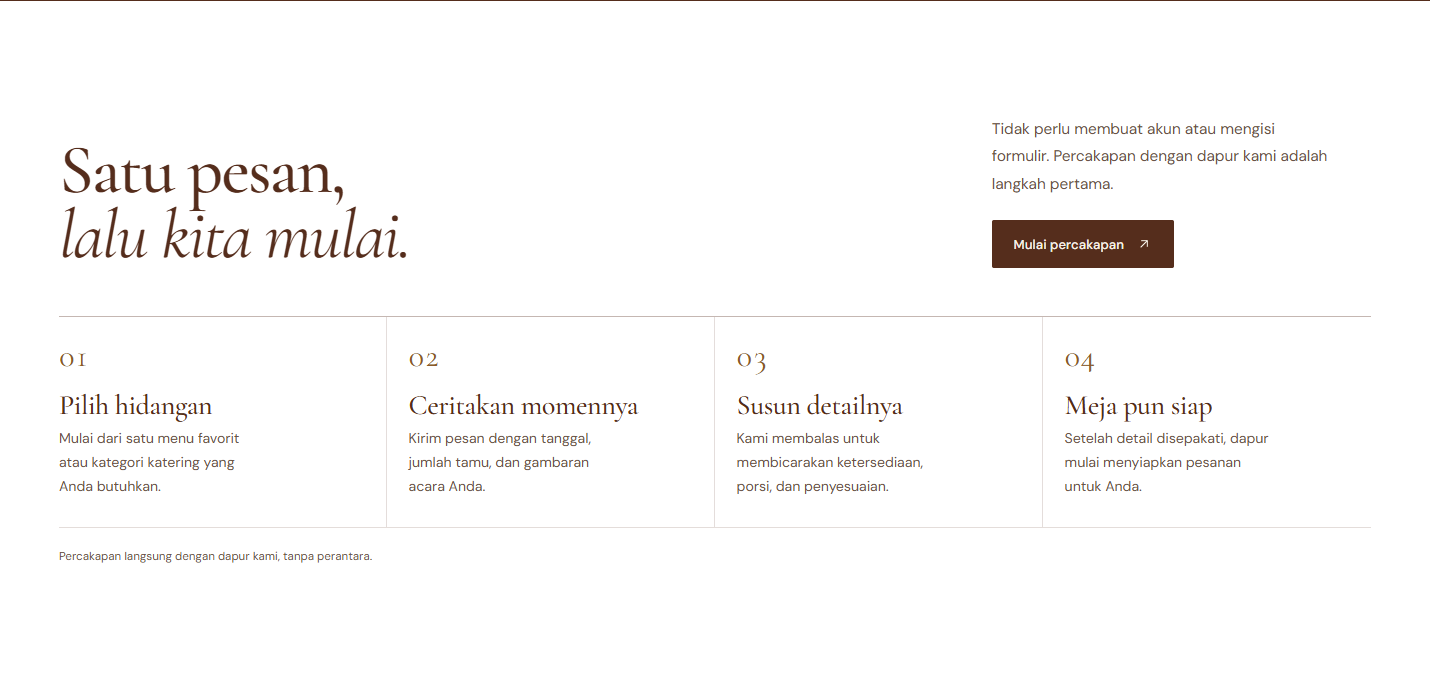 Satu pesan,
lalu kita mulai.
Tidak perlu membuat akun atau mengisi
formulir. Percakapan dengan dapur kami adalah
langkah pertama.
Mulai percakapan
01
Pilih hidangan
Mulai dari satu menu favorit
atau kategori katering yang
Anda butuhkan.
02
Ceritakan momennya
Kirim pesan dengan tanggal,
jumlah tamu, dan gambaran
acara Anda.
03
Susun detailnya
Kami membalas untuk
membicarakan ketersediaan,
porsi, dan penyesuaian.
04
Meja pun siap
Setelah detail disepakati, dapur
mulai menyiapkan pesanan
untuk Anda.
Percakapan langsung dengan dapur kami, tanpa perantara.